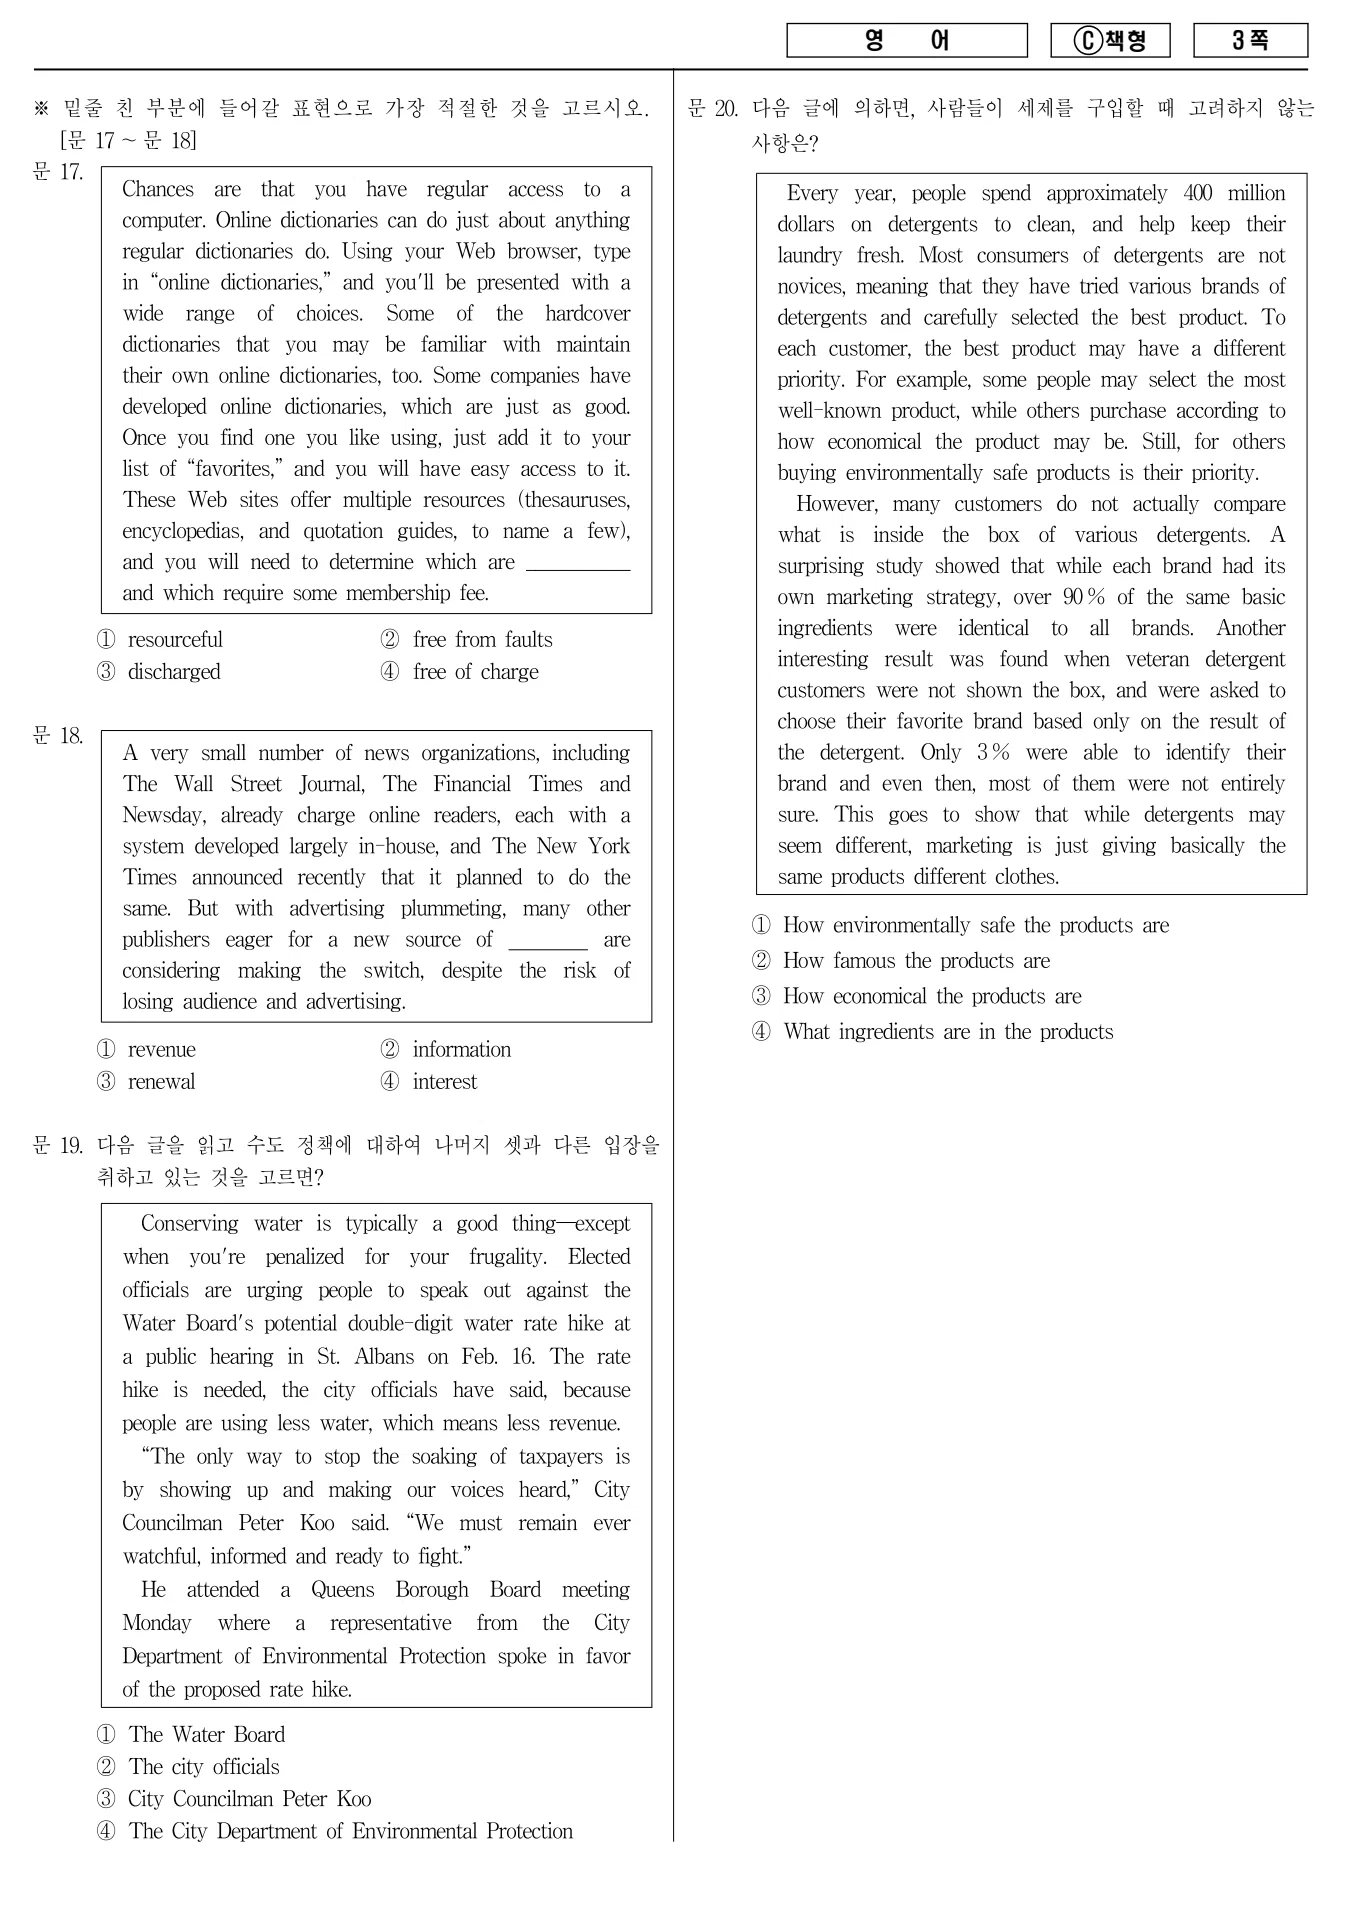 영 어
Ⓒ책형
3 쪽
※ 밑줄 친 부분에 들어갈 표현으로 가장 적절한 것을 고르시오.
[문 17 ~ 문 18]
문 17.
Chances are that you have regular access to a
computer. Online dictionaries can do just about anything
regular dictionaries do. Using your Web browser, type
in “online dictionaries,” and you'll be presented with a
wide range of choices. Some of the hardcover
dictionaries that you may be familiar with maintain
their own online dictionaries, too. Some companies have
developed online dictionaries, which are just as good.
Once you find one you like using, just add it to your
list of “favorites,” and you will have easy access to it.
These Web sites offer multiple resources (thesauruses,
encyclopedias, and quotation guides, to name a few),
and you will need to determine which are __________
and which require some membership fee.
① resourceful ② free from faults
③ discharged ④ free of charge
문 18.
A very small number of news organizations, including
The Wall Street Journal, The Financial Times and
Newsday, already charge online readers, each with a
system developed largely in-house, and The New York
Times announced recently that it planned to do the
same. But with advertising plummeting, many other
publishers eager for a new source of ________ are
considering making the switch, despite the risk of
losing audience and advertising.
① revenue ② information
③ renewal ④ interest
문 19. 다음 글을 읽고 수도 정책에 대하여 나머지 셋과 다른 입장을
취하고 있는 것을 고르면?
Conserving water is typically a good thing—except
when you're penalized for your frugality. Elected
officials are urging people to speak out against the
Water Board's potential double-digit water rate hike at
a public hearing in St. Albans on Feb. 16. The rate
hike is needed, the city officials have said, because
people are using less water, which means less revenue.
“The only way to stop the soaking of taxpayers is
by showing up and making our voices heard,” City
Councilman Peter Koo said. “We must remain ever
watchful, informed and ready to fight.”
He attended a Queens Borough Board meeting
Monday where a representative from the City
Department of Environmental Protection spoke in favor
of the proposed rate hike.
① The Water Board
② The city officials
③ City Councilman Peter Koo
④ The City Department of Environmental Protection
문 20. 다음 글에 의하면, 사람들이 세제를 구입할 때 고려하지 않는
사항은?
Every year, people spend approximately 400 million
dollars on detergents to clean, and help keep their
laundry fresh. Most consumers of detergents are not
novices, meaning that they have tried various brands of
detergents and carefully selected the best product. To
each customer, the best product may have a different
priority. For example, some people may select the most
well-known product, while others purchase according to
how economical the product may be. Still, for others
buying environmentally safe products is their priority.
However, many customers do not actually compare
what is inside the box of various detergents. A
surprising study showed that while each brand had its
own marketing strategy, over 90 % of the same basic
ingredients were identical to all brands. Another
interesting result was found when veteran detergent
customers were not shown the box, and were asked to
choose their favorite brand based only on the result of
the detergent. Only 3 % were able to identify their
brand and even then, most of them were not entirely
sure. This goes to show that while detergents may
seem different, marketing is just giving basically the
same products different clothes.
① How environmentally safe the products are
② How famous the products are
③ How economical the products are
④ What ingredients are in the products